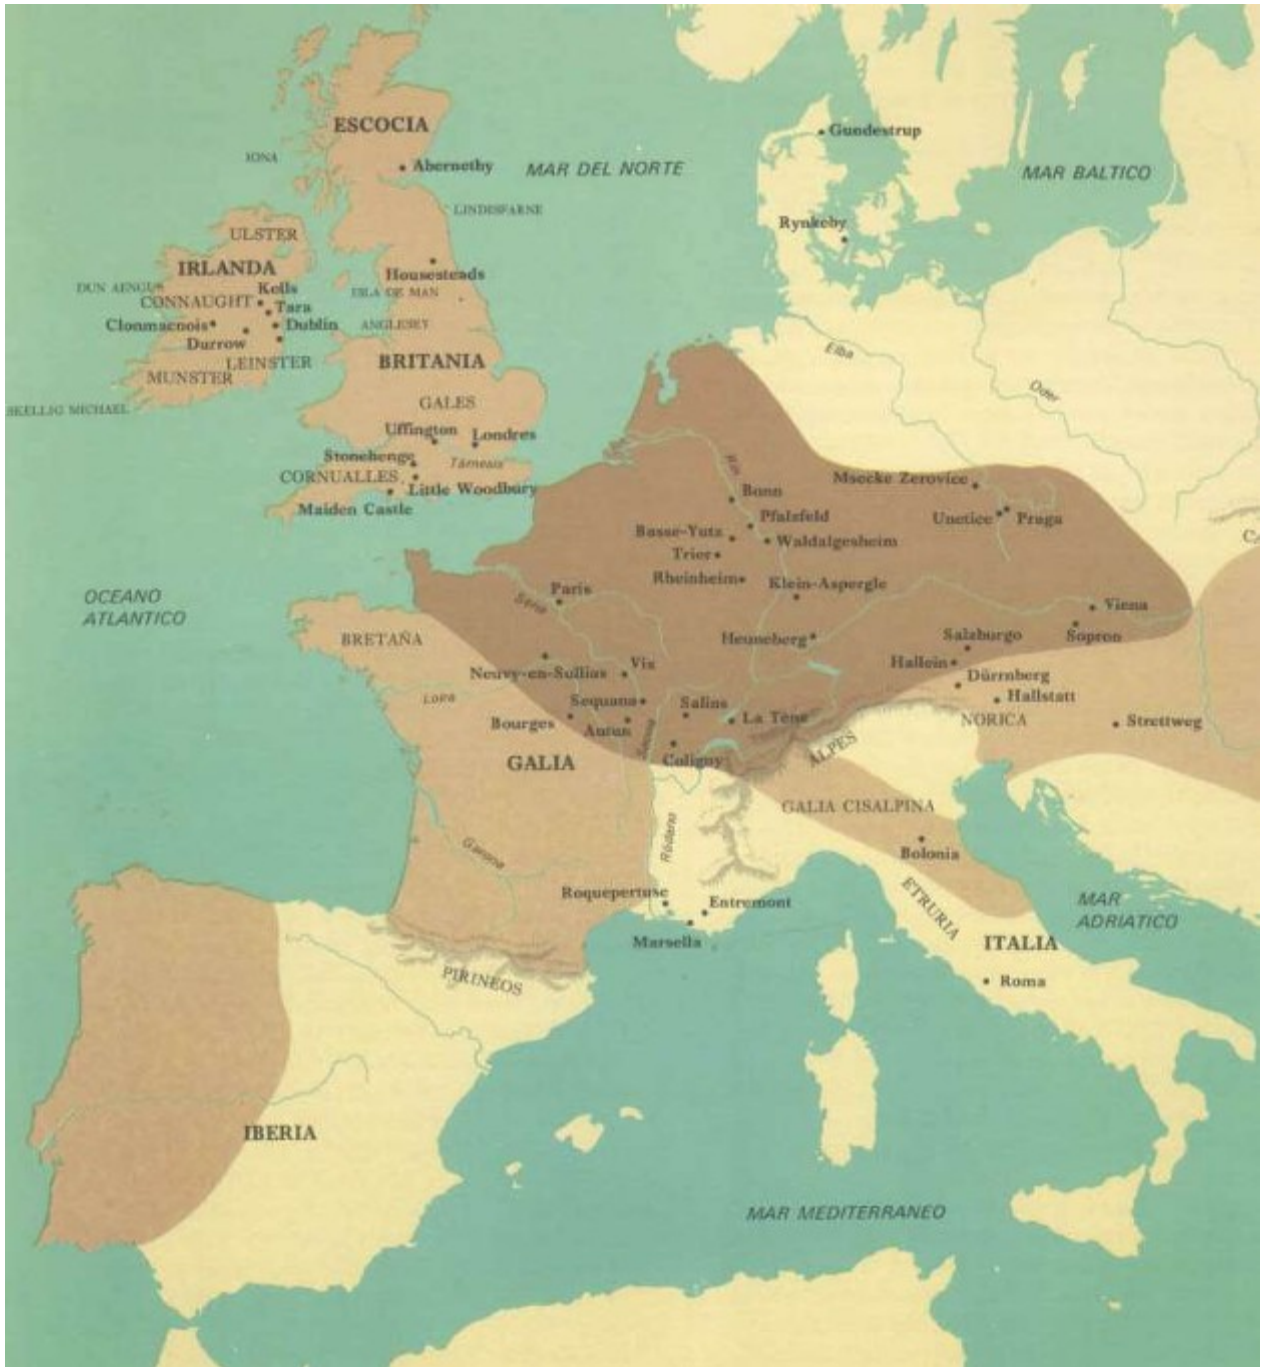 ESCOCIA
IONA
Abernethy
MAR DEL NORTE
Gundestrup
MAR BALTICO
LINDISFARNE
Rynkeby
ULSTER
IRLANDA
Housesteads
DUN AENGUS
Kells
ISLA DE MAN
CONNAUGHT
Tara
Clonmacnois
Dublin
ANGLESEY
Durrow
LEINSTER
BRITANIA
Elba
MUNSTER
Oder
GALES
SKELLIG MICHAEL
Uffington
Londres
Stonehenge
Támesis
Rin
CORNUALLES
Little Woodbury
Msecke Zerovice
Bonn
Maiden Castle
Pfalzfeld
Unetice
Praga
Basse-Yutz
Waldalgesheim
Trier
Rheinheim
Klein-Aspergle
OCEANO
ATLANTICO
Paris
Sena
Viena
BRETAÑA
Heuneberg
Salzburgo
Sopron
Neuvy-en-Sullias
Vix
Hallein
Dürrnberg
Loira
Sequana
Salins
Hallstatt
Bourges
Autun
Saona
La Tène
NORICA
Strettweg
GALIA
Coligny
ALPES
GALIA CISALPINA
Ródano
Garona
Bolonia
Roquepertuse
Entremont
ETRURIA
MAR
ADRIATICO
Marsella
ITALIA
PIRINEOS
Roma
IBERIA
MAR MEDITERRANEO